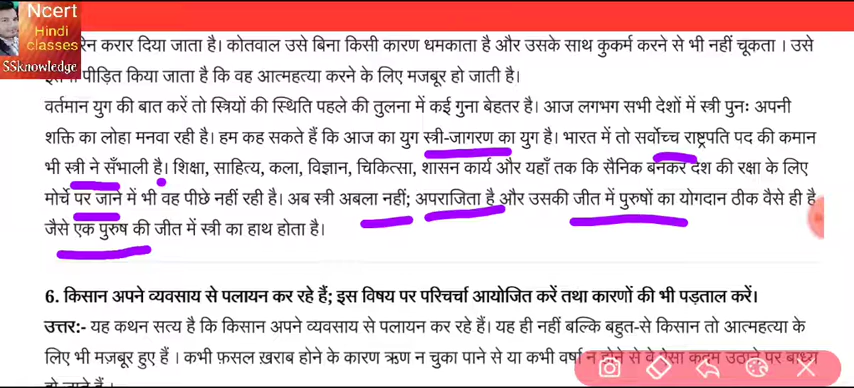 Ncert
Hindi
classes
SSknowledge
करार दिया जाता है। कोतवाल उसे बिना किसी कारण धमकाता है और उसके साथ कुकर्म करने से भी नहीं चूकता । उसे
पीड़ित किया जाता है कि वह आत्महत्या करने के लिए मजबूर हो जाती है।
वर्तमान युग की बात करें तो स्त्रियों की स्थिति पहले की तुलना में कई गुना बेहतर है। आज लगभग सभी देशों में स्त्री पुनः अपनी
शक्ति का लोहा मनवा रही है। हम कह सकते हैं कि आज का युग स्त्री-जागरण का युग है। भारत में तो सर्वोच्च राष्ट्रपति पद की कमान
भी स्त्री ने सँभाली है। शिक्षा, साहित्य, कला, विज्ञान, चिकित्सा, शासन कार्य और यहाँ तक कि सैनिक बनकर देश की रक्षा के लिए
मोर्चे पर जाने में भी वह पीछे नहीं रही है। अब स्त्री अबला नहीं; अपराजिता है और उसकी जीत में पुरुषों का योगदान ठीक वैसे ही है
जैसे एक पुरुष की जीत में स्त्री का हाथ होता है।
6. किसान अपने व्यवसाय से पलायन कर रहे हैं; इस विषय पर परिचर्चा आयोजित करें तथा कारणों की भी पड़ताल करें।
उत्तर:- यह कथन सत्य है कि किसान अपने व्यवसाय से पलायन कर रहे हैं। यह ही नहीं बल्कि बहुत-से किसान तो आत्महत्या के
लिए भी मज़बूर हुए हैं । कभी फ़सल ख़राब होने के कारण ऋण न चुका पाने से या कभी वर्षा न होने से वे ऐसा कदम उठाने पर बाध्य